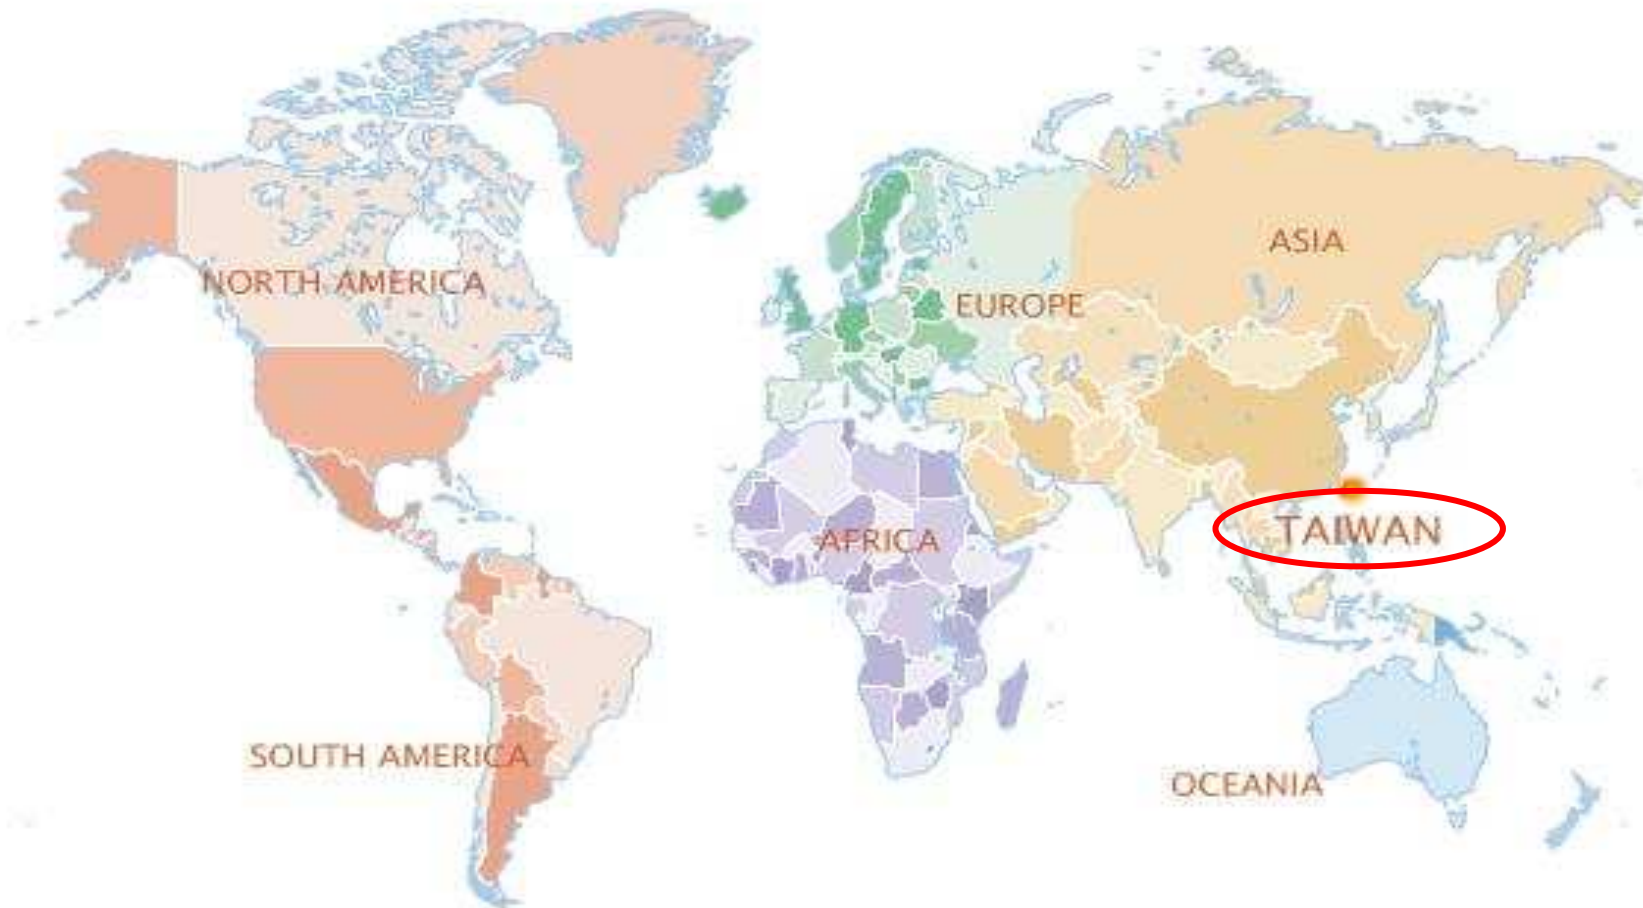 ASIA
NORTH AMERICA
EUROPE
TAIWAN
AFRICA
SOUTH AMERICA
OCEANIA